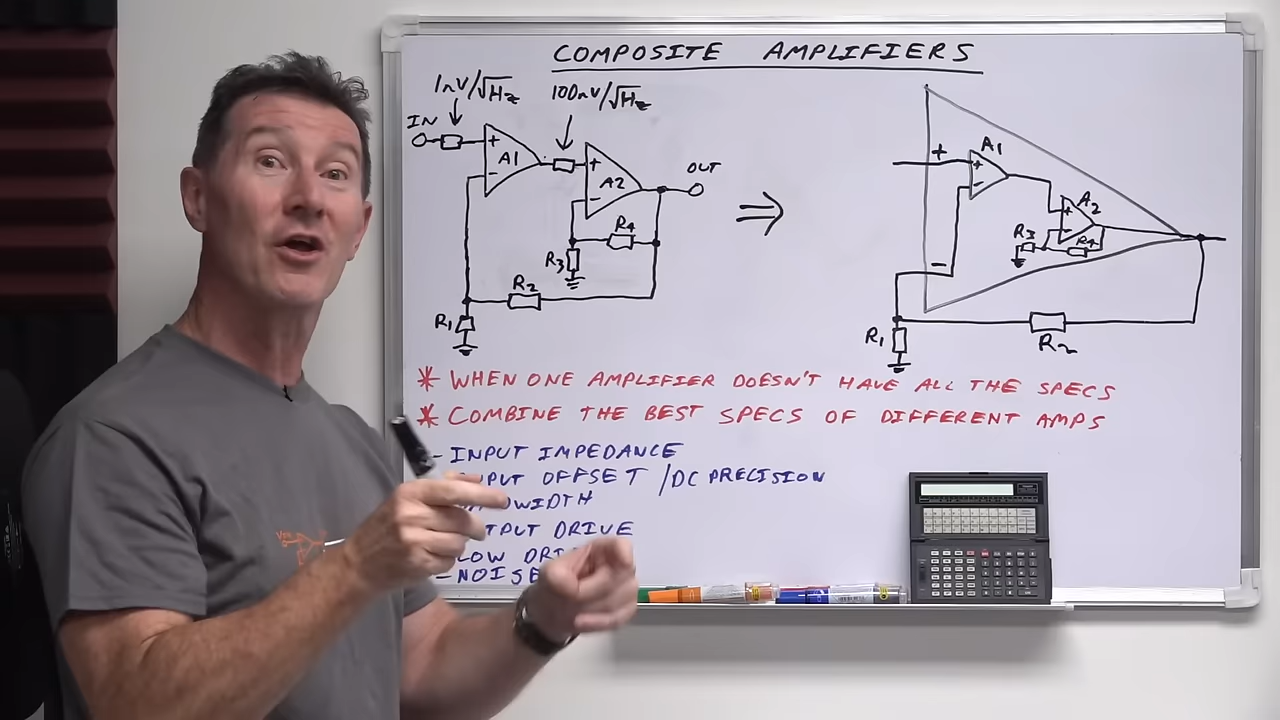 COMPOSITE AMPLIFIERS
1nV/√Hz 100nV/√Hz
IN
+ A1 -
+ A2 -
OUT
R4
R3
R2
R1
⇒
+ A1
+ -
A2
+ -
R3 R4
-
R1
R2
* WHEN ONE AMPLIFIER DOESN'T HAVE ALL THE SPECS
* COMBINE THE BEST SPECS OF DIFFERENT AMPS
- INPUT IMPEDANCE
OFFSET / DC PRECISION
DRIVE
LOW
- NOISE